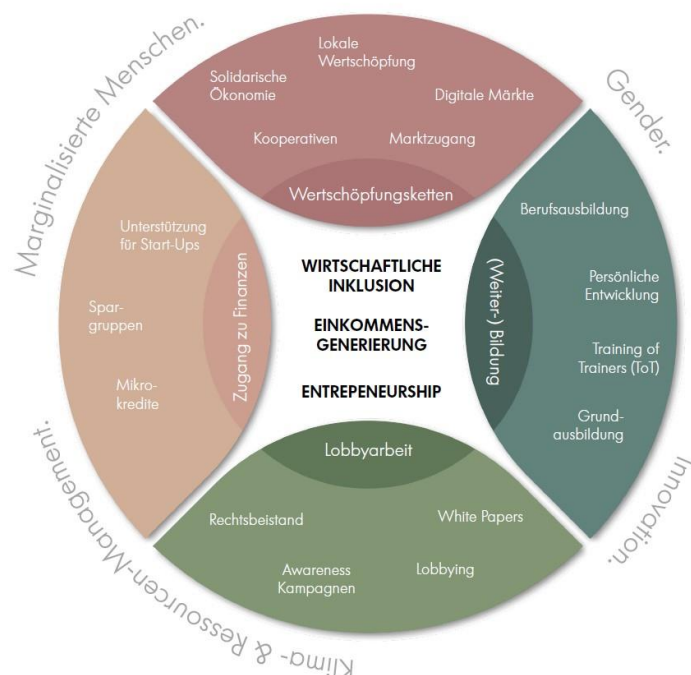 Marginalisierte Menschen.
Gender.
Lokale
Wertschöpfung
Solidarische
Ökonomie
Digitale Märkte
Kooperativen
Marktzugang
Wertschöpfungsketten
Unterstützung
für Start-Ups
Spar-
gruppen
Mikro-
kredite
Zugang zu Finanzen
WIRTSCHAFTLICHE
INKLUSION
EINKOMMENS-
GENERIERUNG
ENTREPENEURSHIP
(Weiter-) Bildung
Berufsausbildung
Persönliche
Entwicklung
Training of
Trainers (ToT)
Grund-
ausbildung
Lobbyarbeit
Rechtsbeistand
White Papers
Awareness
Kampagnen
Lobbying
Klima- & Ressourcen-Management.
Innovation.